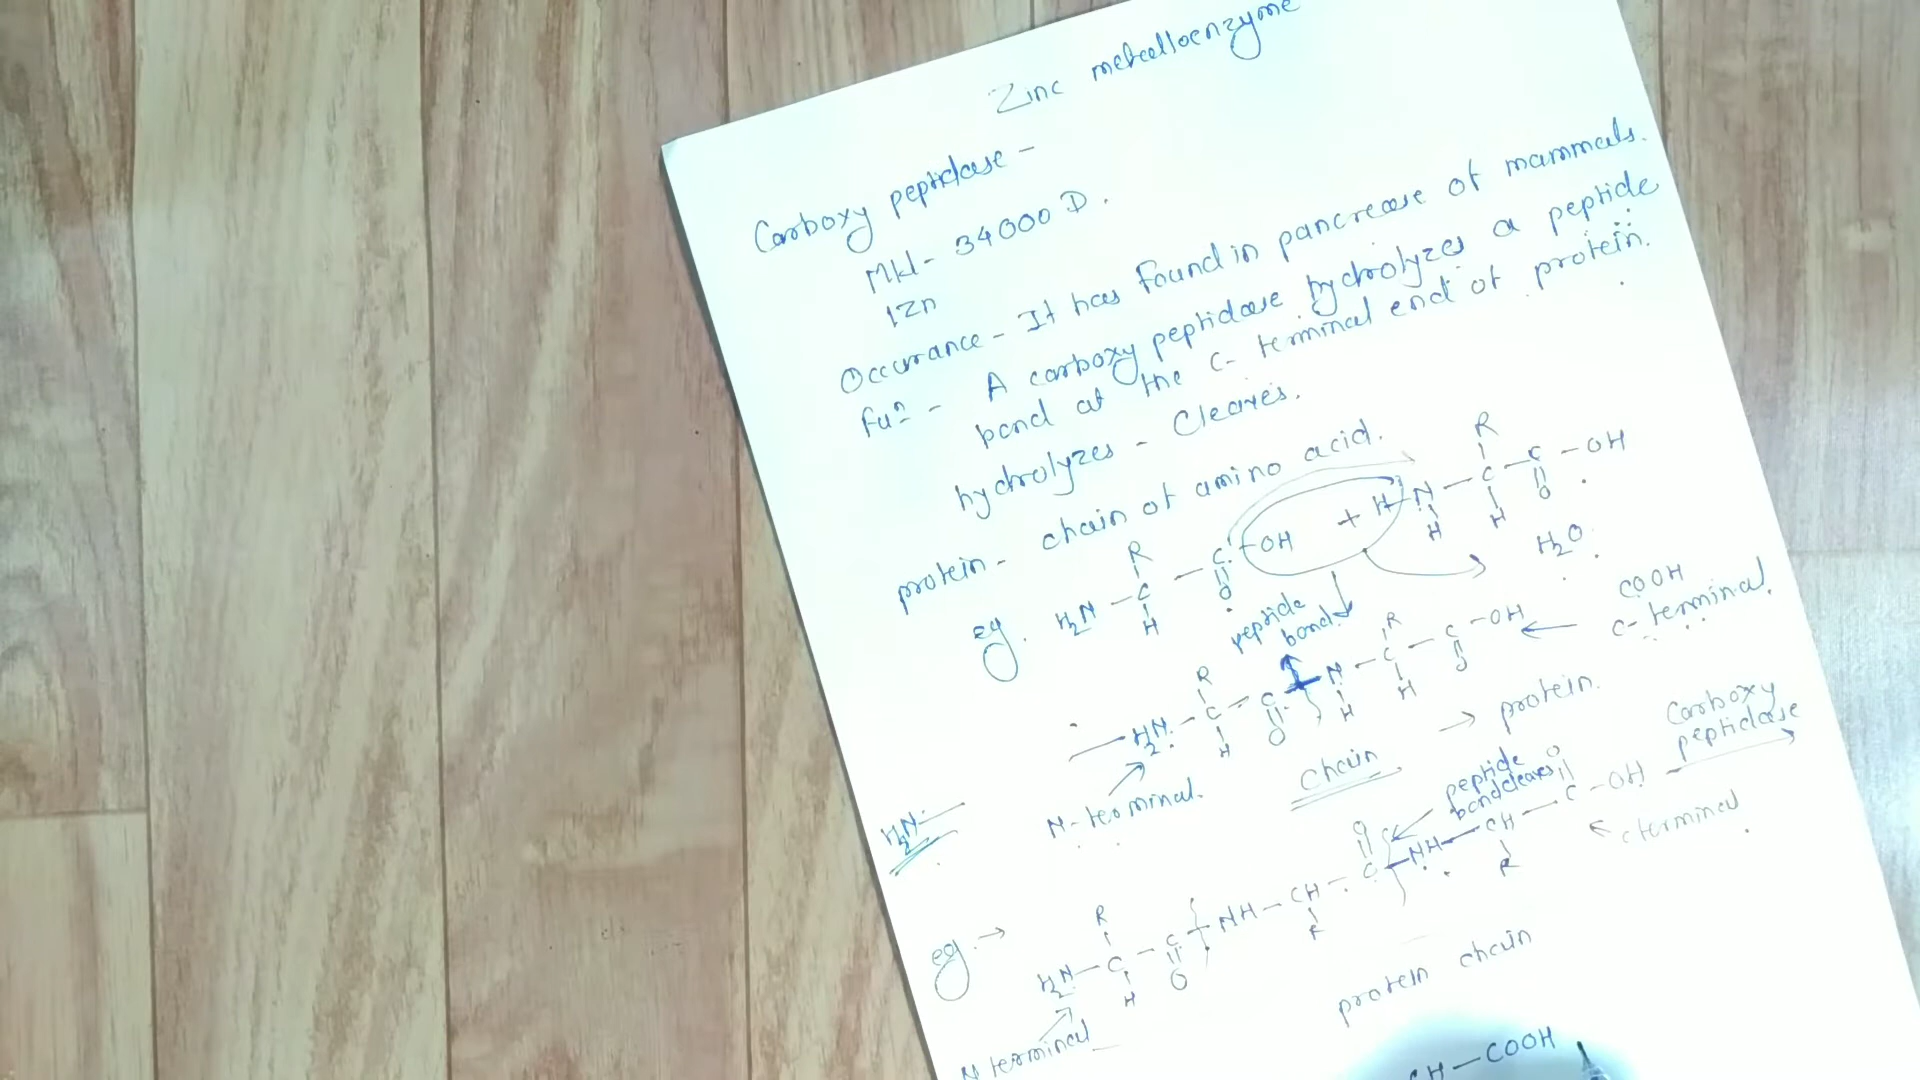 Zinc metalloenzyme
Carboxy peptidase -
MW - 34000 D.
1Zn
Occurrance - It has found in pancrease of mammals.
Fuⁿ - A carboxy peptidase hydrolyzes a peptide
bond at the C- terminal end of protein.
hydrolyzes - Cleaves.
protein - chain of amino acid.
eg. H2N - C - C - OH + H - N - C - C - OH
R H O H R H O
H2O
peptide
bond
COOH
C- terminal.
H2N - C - C - N - C - C - OH
R H O H R H O
N- terminal.
chain → protein.
H2N-
Carboxy
peptidase
peptide
bond cleaves
eg → H2N - C - C - NH - CH - C - NH - CH - C - OH
R H O R O R O
N terminal
c terminal
protein chain
CH - COOH